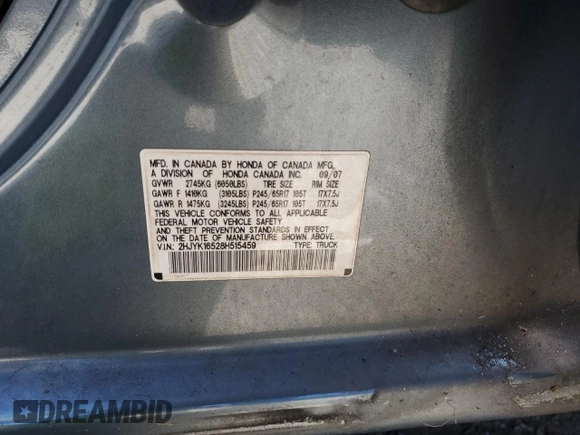 MFD. IN CANADA BY HONDA OF CANADA MFG.
A DIVISION OF HONDA CANADA INC. 09/07
GVWR 2745KG (6050LBS) TIRE SIZE RIM SIZE
GAWR F 1410KG (3105LBS) P245/65R17 105T 17X7.5J
GAWR R 1475KG (3245LBS) P245/65R17 105T 17X7.5J
THIS VEHICLE CONFORMS TO ALL APPLICABLE
FEDERAL MOTOR VEHICLE SAFETY
AND THEFT PREVENTION STANDARDS IN EFFECT
ON THE DATE OF MANUFACTURE SHOWN ABOVE.
V.I.N.: 2HJYK16528H515459 TYPE: TRUCK
DREAMBID